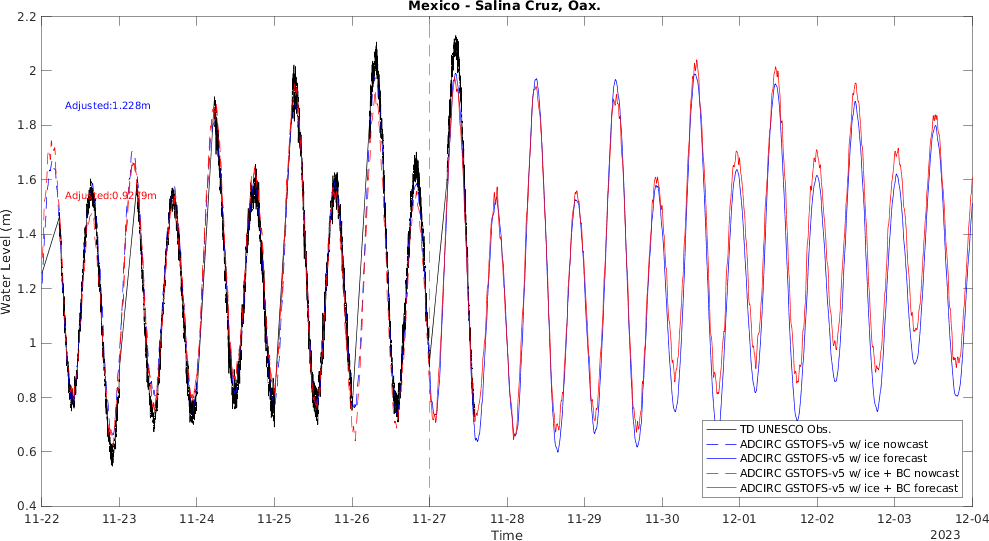 Mexico - Salina Cruz, Oax.
Water Level (m)
2.2
2
1.8
1.6
1.4
1.2
1
0.8
0.6
0.4
Adjusted:1.228m
Adjusted:0.9279m
TD UNESCO Obs.
ADCIRC GSTOFS-v5 w/ ice nowcast
ADCIRC GSTOFS-v5 w/ ice forecast
ADCIRC GSTOFS-v5 w/ ice + BC nowcast
ADCIRC GSTOFS-v5 w/ ice + BC forecast
11-22 11-23 11-24 11-25 11-26 11-27 11-28 11-29 11-30 12-01 12-02 12-03 12-04
Time
2023